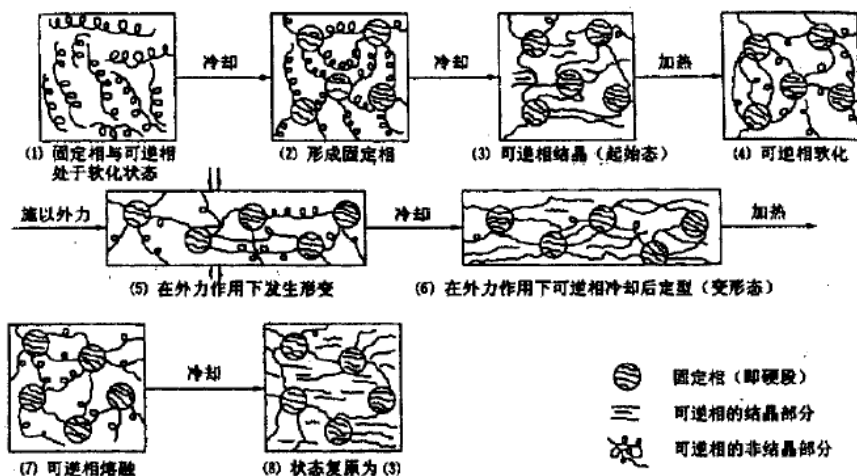 冷却
冷却
加热
(1) 固定相与可逆相
处于软化状态
(2) 形成固定相
(3) 可逆相结晶（起始态）
(4) 可逆相软化
施以外力
冷却
加热
(5) 在外力作用下发生形变
(6) 在外力作用下可逆相冷却后定型（变形态）
冷却
固定相（即硬段）
可逆相的结晶部分
可逆相的非结晶部分
(7) 可逆相熔融
(8) 状态复原为 (3)